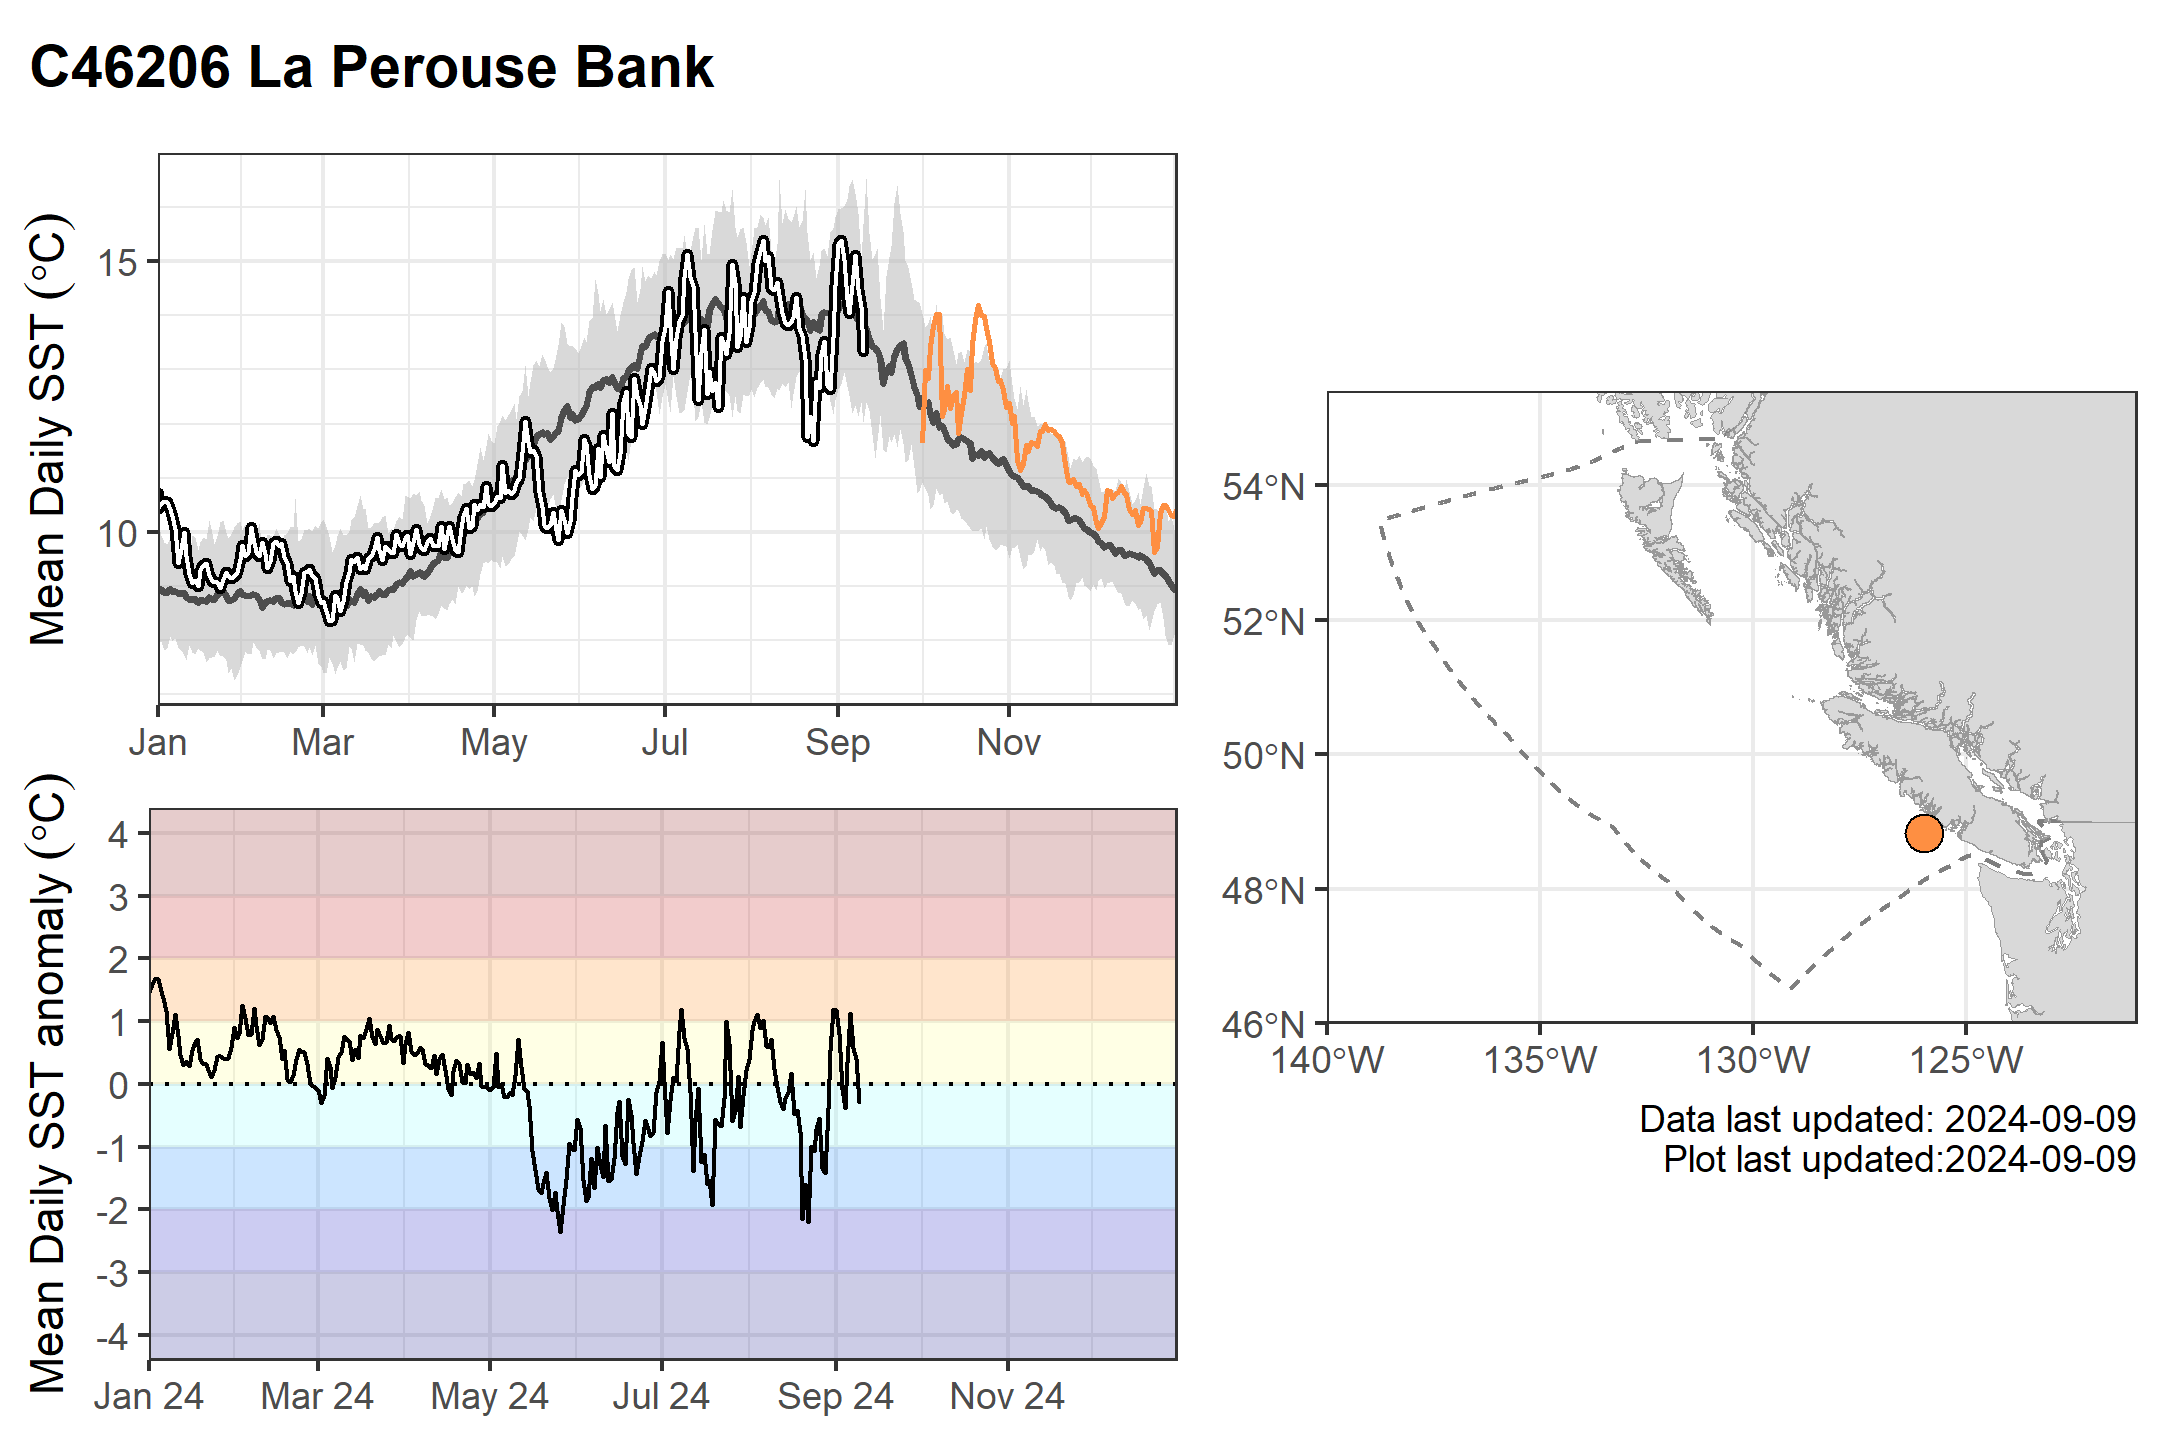 C46206 La Perouse Bank
Mean Daily SST (°C)
15
10
Jan Mar May Jul Sep Nov
Mean Daily SST anomaly (°C)
4
3
2
1
0
-1
-2
-3
-4
Jan 24 Mar 24 May 24 Jul 24 Sep 24 Nov 24
54°N
52°N
50°N
48°N
46°N
140°W 135°W 130°W 125°W
Data last updated: 2024-09-09
Plot last updated:2024-09-09